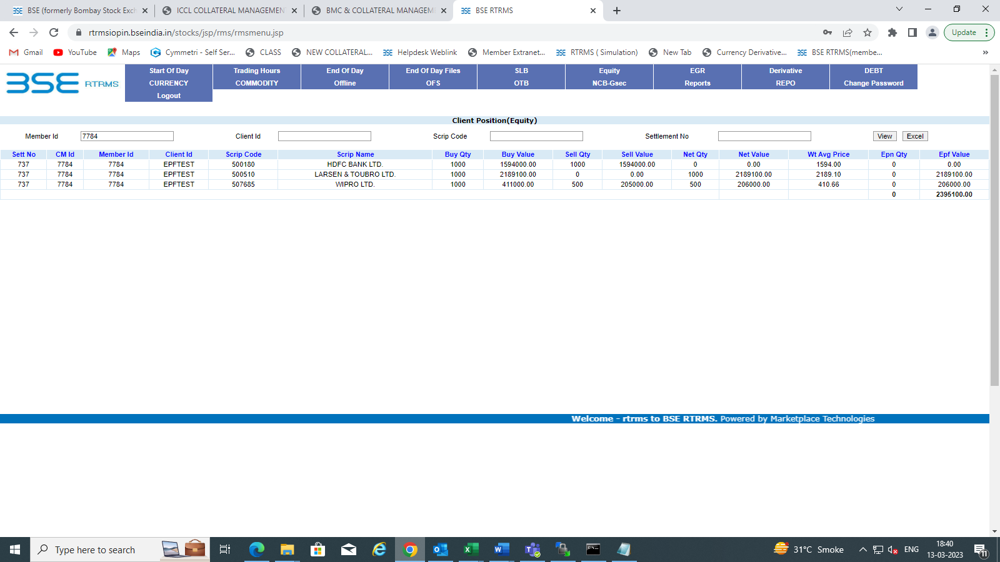 BSE (formerly Bombay Stock Exch
ICCL COLLATERAL MANAGEMENT
BMC & COLLATERAL MANAGEM
BSE RTRMS
rtrmsiopin.bseindia.in/stocks/jsp/rms/rmsmenu.jsp
Update
Gmail YouTube Maps Cymmetri - Self Ser... CLASS NEW COLLATERAL... Helpdesk Weblink Member Extranet... RTRMS ( Simulation) New Tab Currency Derivative... BSE RTRMS(membe... »
BSE RTRMS
Start Of Day Trading Hours End Of Day End Of Day Files SLB Equity EGR Derivative DEBT
CURRENCY COMMODITY Offline OFS OTB NCB-Gsec Reports REPO Change Password
Logout
Client Position(Equity)
Member Id 7784 Client Id Scrip Code Settlement No View Excel
Sett No CM Id Member Id Client Id Scrip Code Scrip Name Buy Qty Buy Value Sell Qty Sell Value Net Qty Net Value Wt Avg Price Epn Qty Epf Value
737 7784 7784 EPFTEST 500180 HDFC BANK LTD. 1000 1594000.00 1000 1594000.00 0 0.00 1594.00 0 0.00
737 7784 7784 EPFTEST 500510 LARSEN & TOUBRO LTD. 1000 2189100.00 0 0.00 1000 2189100.00 2189.10 0 2189100.00
737 7784 7784 EPFTEST 507685 WIPRO LTD. 1000 411000.00 500 205000.00 500 206000.00 410.66 0 206000.00
0 2395100.00
Welcome - rtrms to BSE RTRMS. Powered by Marketplace Technologies
Type here to search
31°C Smoke
ENG
18:40
13-03-2023
11